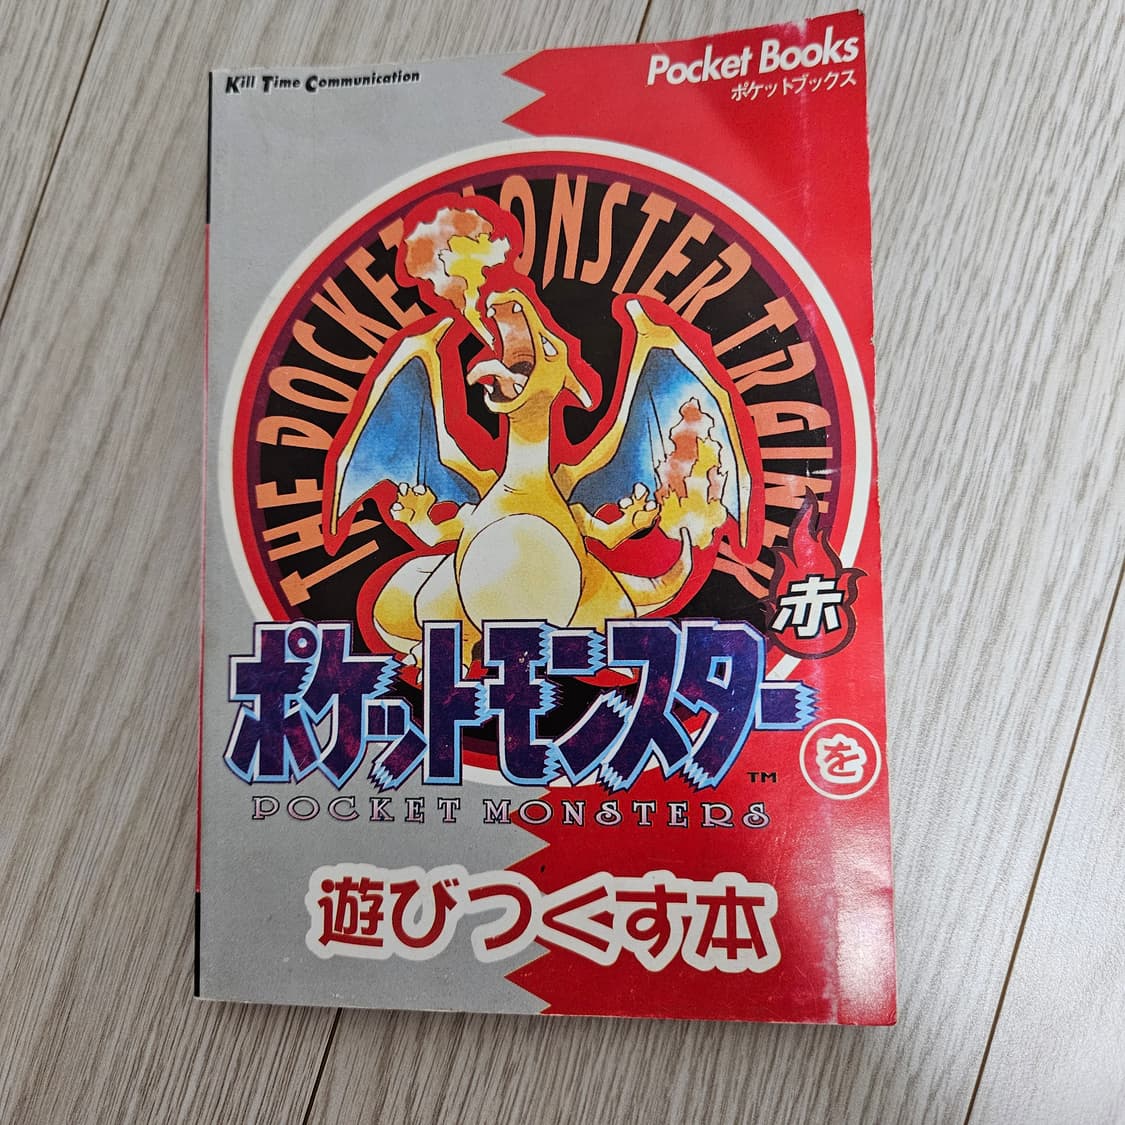 Kill Time Communication
Pocket Books
ポケットブックス
THE POCKET MONSTER TRAINER
赤
ポケットモンスター
TM
を
POCKET MONSTERS
遊びつくす本